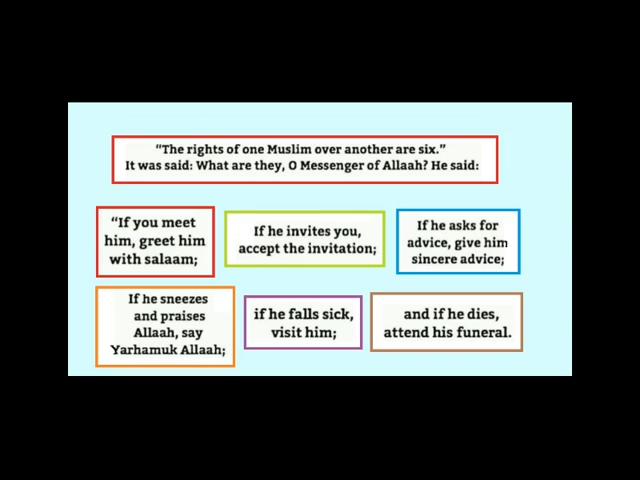 “The rights of one Muslim over another are six.”
It was said: What are they, O Messenger of Allaah? He said:
“If you meet
him, greet him
with salaam;
If he invites you,
accept the invitation;
If he asks for
advice, give him
sincere advice;
If he sneezes
and praises
Allaah, say
Yarhamuk Allaah;
if he falls sick,
visit him;
and if he dies,
attend his funeral.